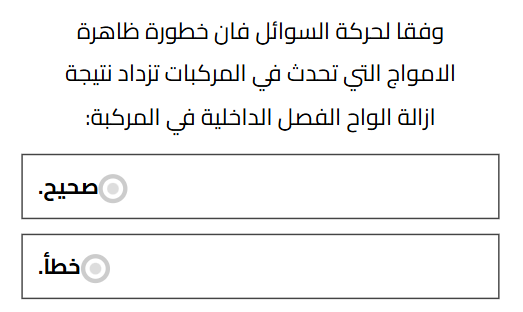 وفقا لحركة السوائل فان خطورة ظاهرة
الامواج التي تحدث في المركبات تزداد نتيجة
ازالة الواح الفصل الداخلية في المركبة:
صحيح.
خطأ.